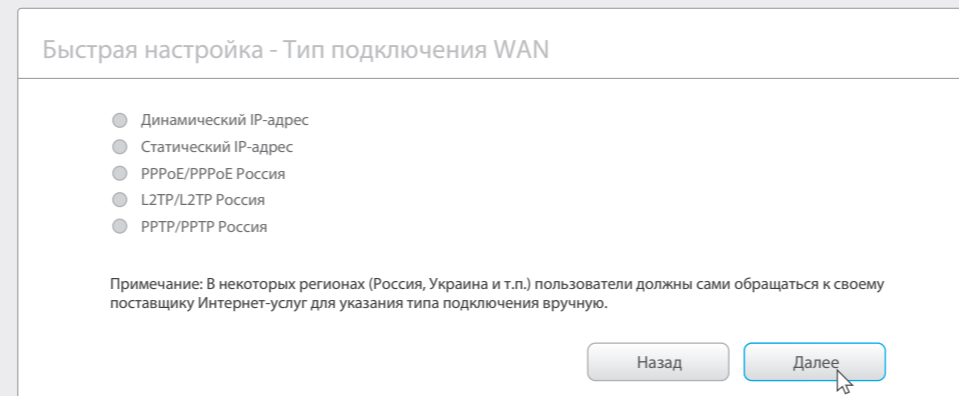 Быстрая настройка - Тип подключения WAN
Динамический IP-адрес
Статический IP-адрес
PPPoE/PPPoE Россия
L2TP/L2TP Россия
PPTP/PPTP Россия
Примечание: В некоторых регионах (Россия, Украина и т.п.) пользователи должны сами обращаться к своему
поставщику Интернет-услуг для указания типа подключения вручную.
Назад Далее